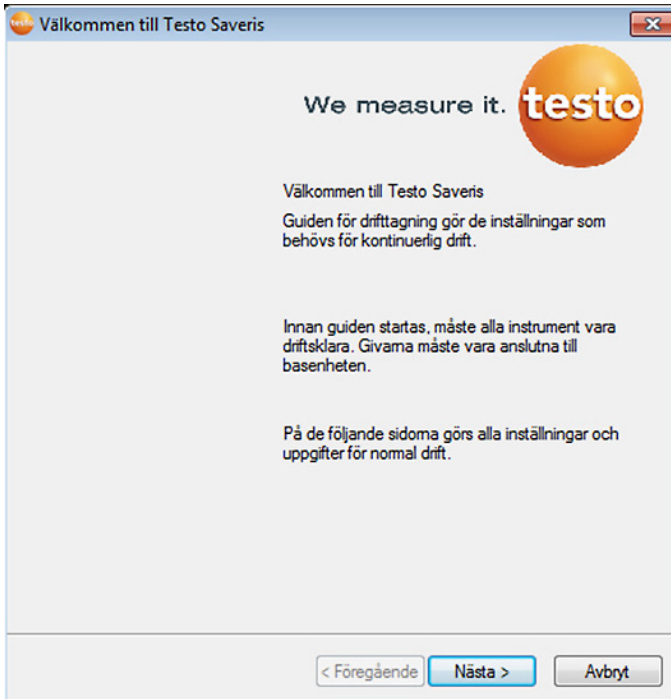 Välkommen till Testo Saveris
We measure it. testo
Välkommen till Testo Saveris
Guiden för drifttagning gör de inställningar som
behövs för kontinuerlig drift.
Innan guiden startas, måste alla instrument vara
driftsklara. Givarna måste vara anslutna till
basenheten.
På de följande sidorna görs alla inställningar och
uppgifter för normal drift.
< Föregående Nästa > Avbryt